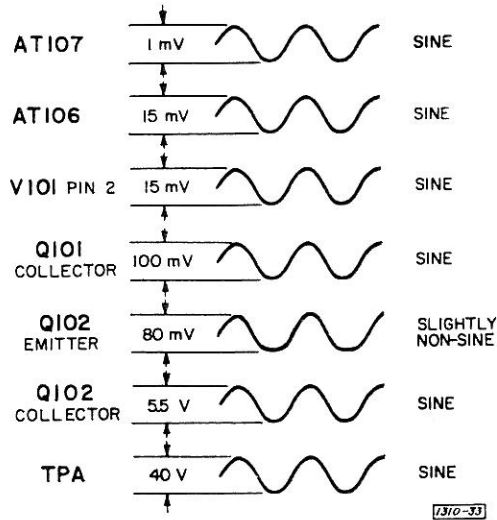 AT107 1 mV SINE
AT106 15 mV SINE
V101 PIN 2 15 mV SINE
Q101
COLLECTOR 100 mV SINE
Q102
EMITTER 80 mV SLIGHTLY
NON-SINE
Q102
COLLECTOR 5.5 V SINE
TPA 40 V SINE
1310-33